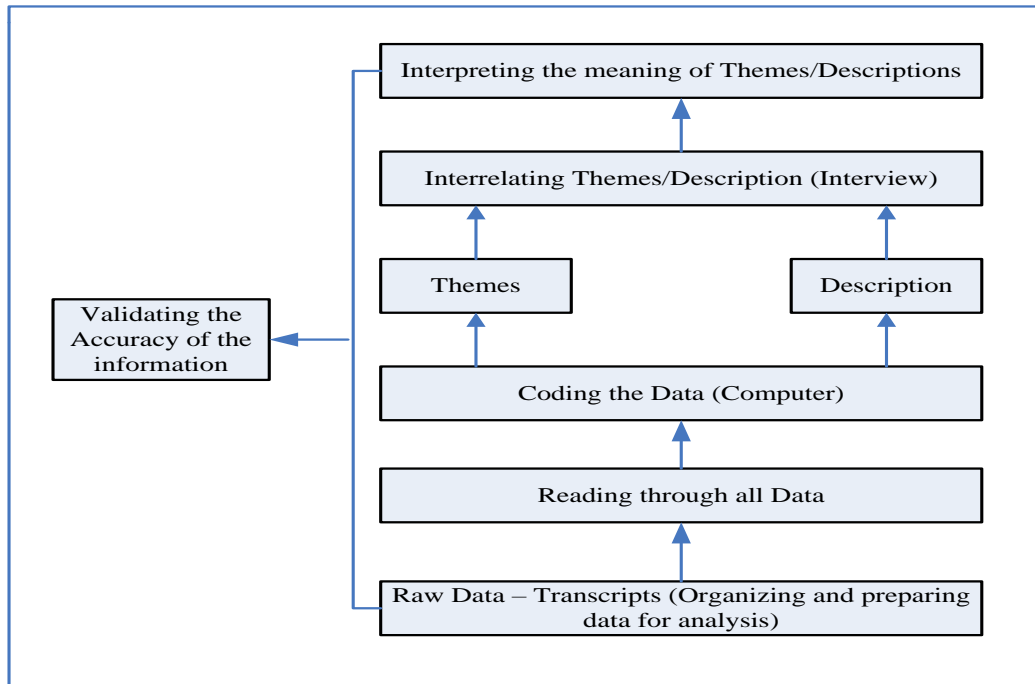 Interpreting the meaning of Themes/Descriptions
Interrelating Themes/Description (Interview)
Themes
Description
Validating the
Accuracy of the
information
Coding the Data (Computer)
Reading through all Data
Raw Data – Transcripts (Organizing and preparing
data for analysis)